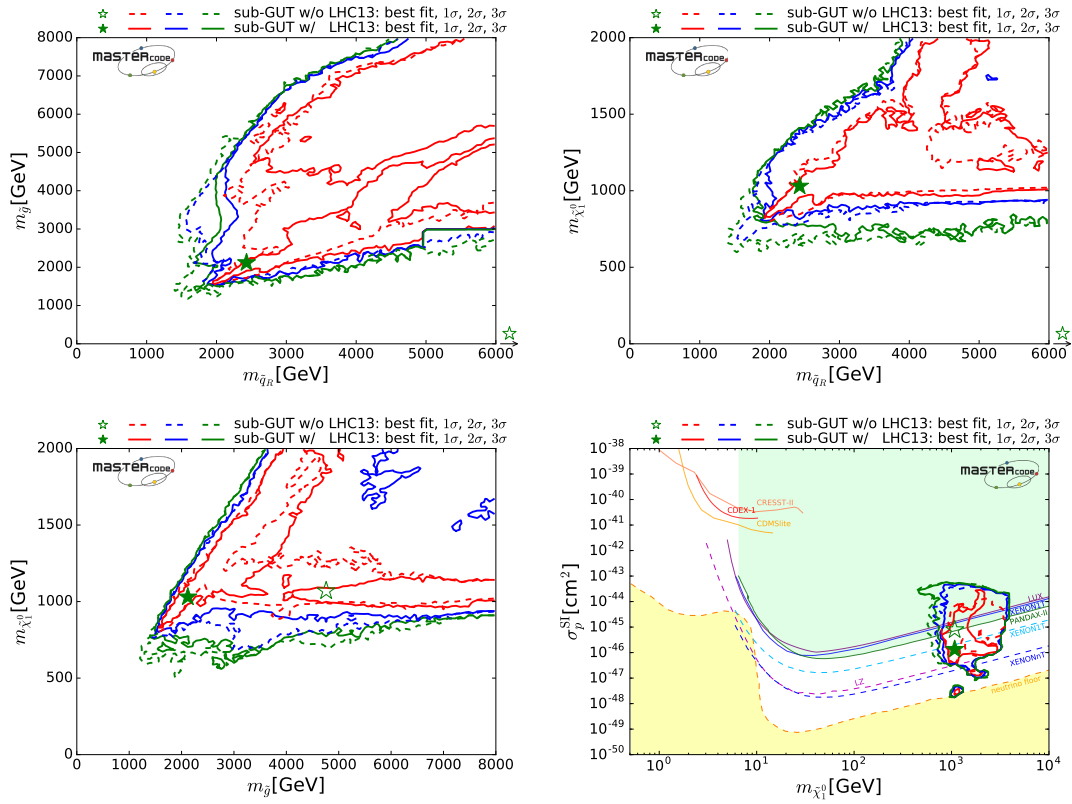 sub-GUT w/o LHC13: best fit, 1σ, 2σ, 3σ
sub-GUT w/ LHC13: best fit, 1σ, 2σ, 3σ
MASTERCODE
8000
7000
6000
5000
4000
3000
2000
1000
0
m_g̃[GeV]
0 1000 2000 3000 4000 5000 6000
m_q̃_R[GeV]
sub-GUT w/o LHC13: best fit, 1σ, 2σ, 3σ
sub-GUT w/ LHC13: best fit, 1σ, 2σ, 3σ
MASTERCODE
2000
1500
1000
500
0
m_χ̃⁰₁[GeV]
0 1000 2000 3000 4000 5000 6000
m_q̃_R[GeV]
sub-GUT w/o LHC13: best fit, 1σ, 2σ, 3σ
sub-GUT w/ LHC13: best fit, 1σ, 2σ, 3σ
MASTERCODE
2000
1500
1000
500
0
m_χ̃⁰₁[GeV]
0 1000 2000 3000 4000 5000 6000 7000 8000
m_g̃[GeV]
sub-GUT w/o LHC13: best fit, 1σ, 2σ, 3σ
sub-GUT w/ LHC13: best fit, 1σ, 2σ, 3σ
MASTERCODE
10⁻³⁸
10⁻³⁹
10⁻⁴⁰
10⁻⁴¹
10⁻⁴²
10⁻⁴³
10⁻⁴⁴
10⁻⁴⁵
10⁻⁴⁶
10⁻⁴⁷
10⁻⁴⁸
10⁻⁴⁹
10⁻⁵⁰
σ_p^SI[cm²]
CRESST-II
CDEX-1
CDMSlite
LUX
XENON1T
PANDAX-II
XENON1T
XENONnT
LZ
neutrino floor
10⁰ 10¹ 10² 10³ 10⁴
m_χ̃⁰₁[GeV]